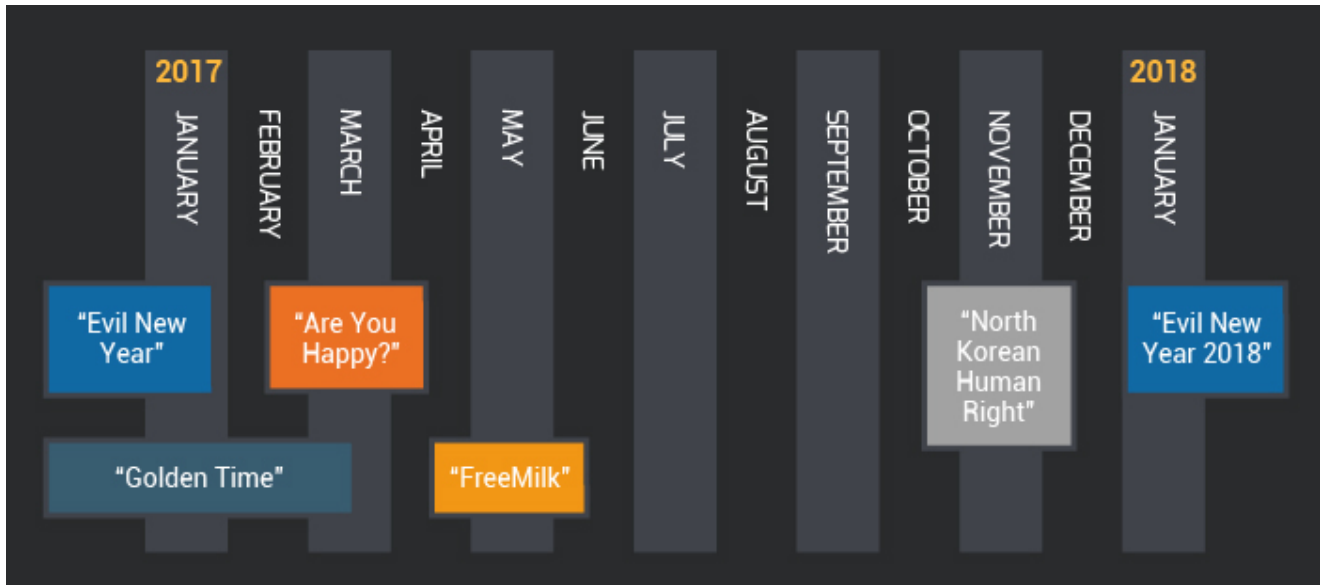 2017
2018
JANUARY
FEBRUARY
MARCH
APRIL
MAY
JUNE
JULY
AUGUST
SEPTEMBER
OCTOBER
NOVEMBER
DECEMBER
JANUARY
“Evil New
Year”
“Are You
Happy?”
“North
Korean
Human
Right”
“Evil New
Year 2018”
“Golden Time”
“FreeMilk”